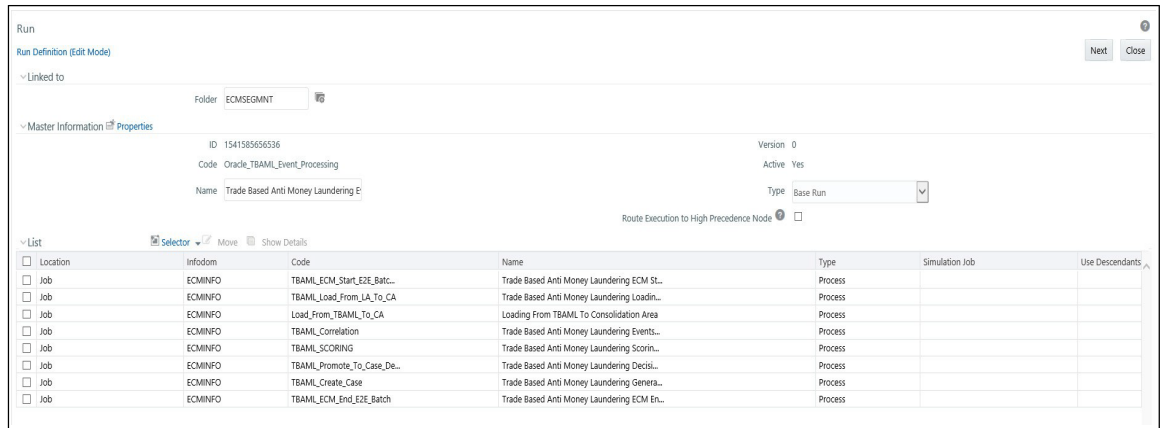 Run
Run Definition (Edit Mode)
Next Close
Linked to
Folder ECMSEGMNT
Master Information Properties
ID 1541585656536 Version 0
Code Oracle_TBAML_Event_Processing Active Yes
Name Trade Based Anti Money Laundering E Type Base Run
Route Execution to High Precedence Node
List Selector Move Show Details
Location Infodom Code Name Type Simulation Job Use Descendants
Job ECMINFO TBAML_ECM_Start_E2E_Batc... Trade Based Anti Money Laundering ECM St... Process
Job ECMINFO TBAML_Load_From_LA_To_CA Trade Based Anti Money Laundering Loadin... Process
Job ECMINFO Load_From_TBAML_To_CA Loading From TBAML To Consolidation Area Process
Job ECMINFO TBAML_Correlation Trade Based Anti Money Laundering Events... Process
Job ECMINFO TBAML_SCORING Trade Based Anti Money Laundering Scorin... Process
Job ECMINFO TBAML_Promote_To_Case_De... Trade Based Anti Money Laundering Decisi... Process
Job ECMINFO TBAML_Create_Case Trade Based Anti Money Laundering Genera... Process
Job ECMINFO TBAML_ECM_End_E2E_Batch Trade Based Anti Money Laundering ECM En... Process